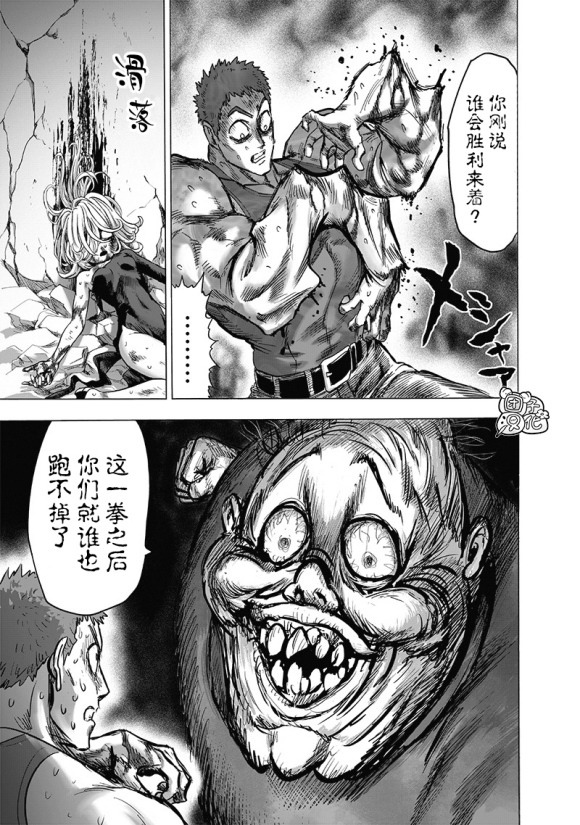 你刚说
谁会胜利来着？
メシャァ
………
滑落
这一拳之后
你们就谁也
跑不掉了